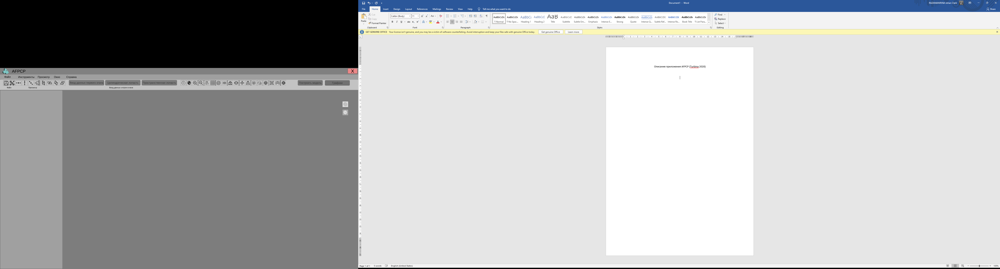 AFPCP
X
Файл Инструменты Просмотр Окно Справка
Ввод данных первого этапа Цилиндрическая лопасть Пространственная лопасть Построить модель Графики
Файл Просмотр Ввод данных второго этапа
Document1 - Word
RAZANANIRINA Johan Clark
File Home Insert Design Layout References Mailings Review View Help Tell me what you want to do
Share
Paste
Cut
Copy
Format Painter
Clipboard
Calibri (Body) 11
Font
Paragraph
AaBbCcDc AaBbCcDc AaBbCc AaBbCcC AaB AaBbCcC AaBbCcDc AaBbCcDc AaBbCcDc AaBbCcDc AaBbCcDc AaBbCcDc AABBCCDC AABBCCDC AaBbCcDc AaBbCcDc
¶ Normal ¶ No Spac... Heading 1 Heading 2 Title Subtitle Subtle Em... Emphasis Intense E... Strong Quote Intense Q... Subtle Ref... Intense Re... Book Title ¶ List Para...
Styles
Find
Replace
Select
Editing
GET GENUINE OFFICE Your license isn't genuine, and you may be a victim of software counterfeiting. Avoid interruption and keep your files safe with genuine Office today. Get genuine Office Learn more
Описание приложения AFPCP (Turbina 2020)
Page 1 of 1 5 words English (United States)
100%